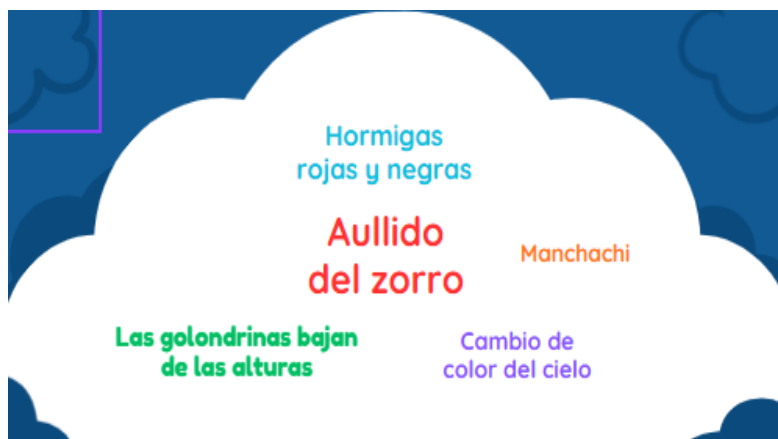 Hormigas
rojas y negras
Aullido
del zorro
Manchachi
Las golondrinas bajan
de las alturas
Cambio de
color del cielo